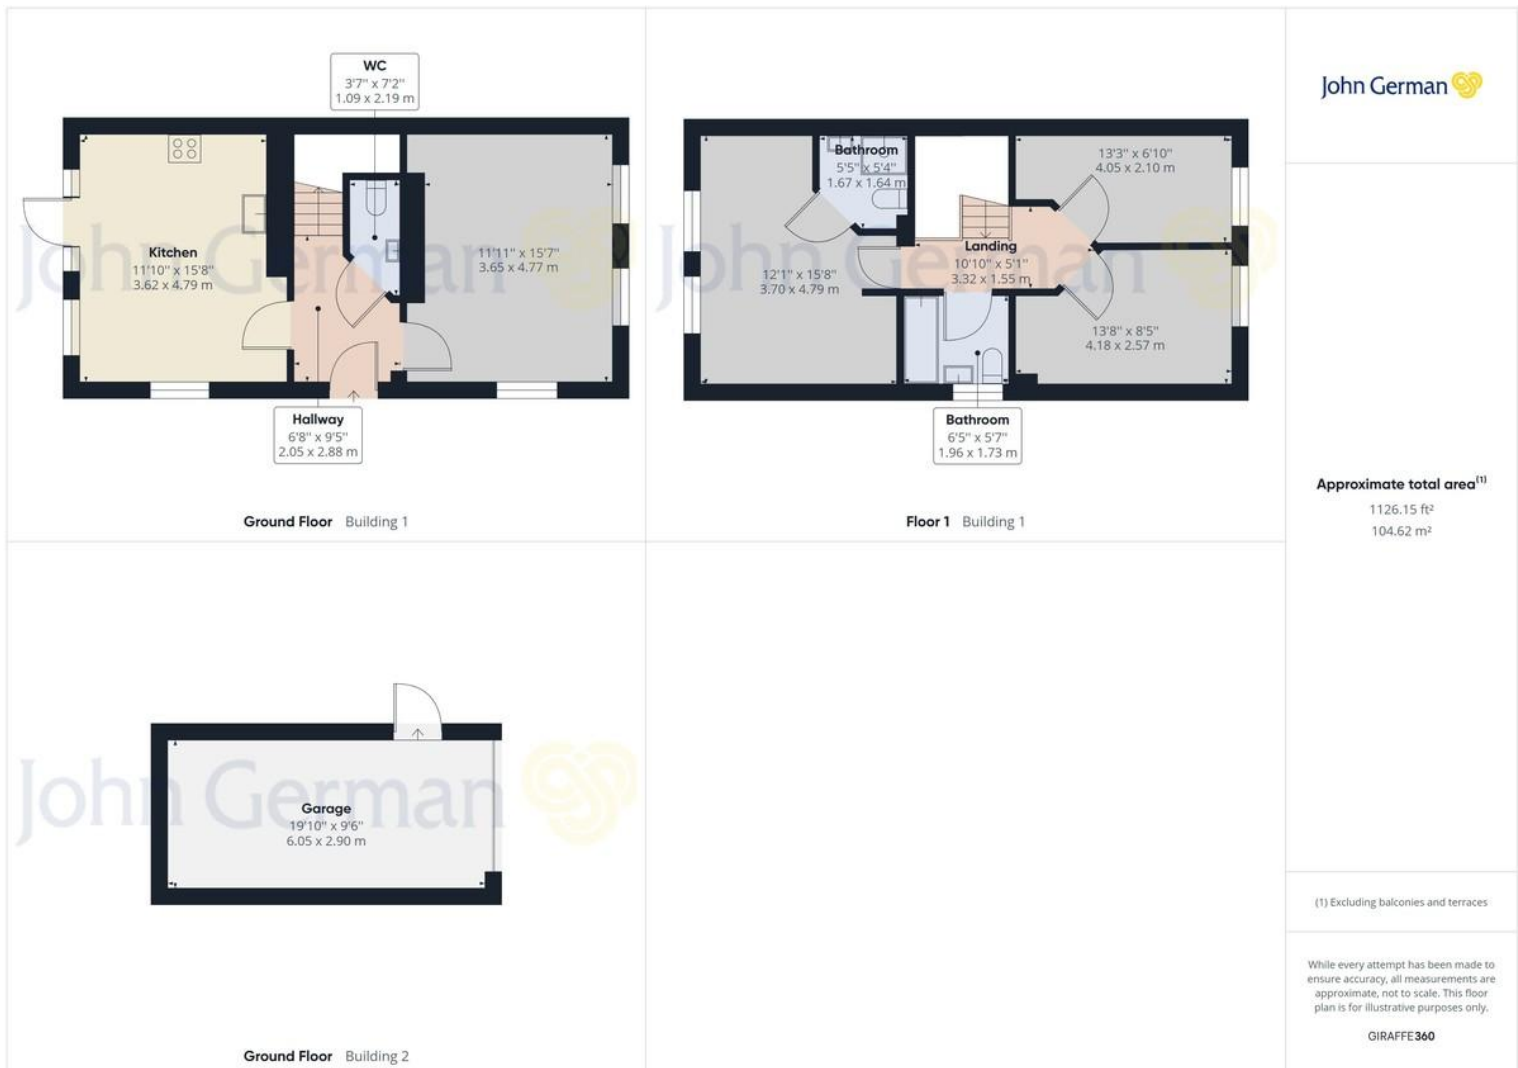 WC
3'7" x 7'2"
1.09 x 2.19 m
Kitchen
11'10" x 15'8"
3.62 x 4.79 m
11'11" x 15'7"
3.65 x 4.77 m
Hallway
6'8" x 9'5"
2.05 x 2.88 m
John German
Ground Floor Building 1
Bathroom
5'5" x 5'4"
1.67 x 1.64 m
13'3" x 6'10"
4.05 x 2.10 m
Landing
10'10" x 5'1"
3.32 x 1.55 m
12'1" x 15'8"
3.70 x 4.79 m
13'8" x 8'5"
4.18 x 2.57 m
Bathroom
6'5" x 5'7"
1.96 x 1.73 m
John German
Floor 1 Building 1
Garage
19'10" x 9'6"
6.05 x 2.90 m
John German
Ground Floor Building 2
John German
Approximate total area(1)
1126.15 ft²
104.62 m²
(1) Excluding balconies and terraces
While every attempt has been made to
ensure accuracy, all measurements are
approximate, not to scale. This floor
plan is for illustrative purposes only.
GIRAFFE360